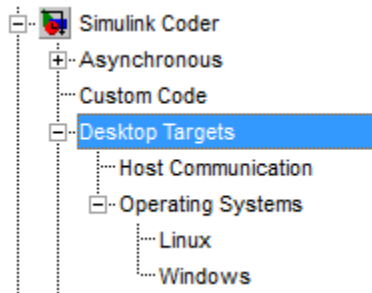 Simulink Coder
Asynchronous
Custom Code
Desktop Targets
Host Communication
Operating Systems
Linux
Windows